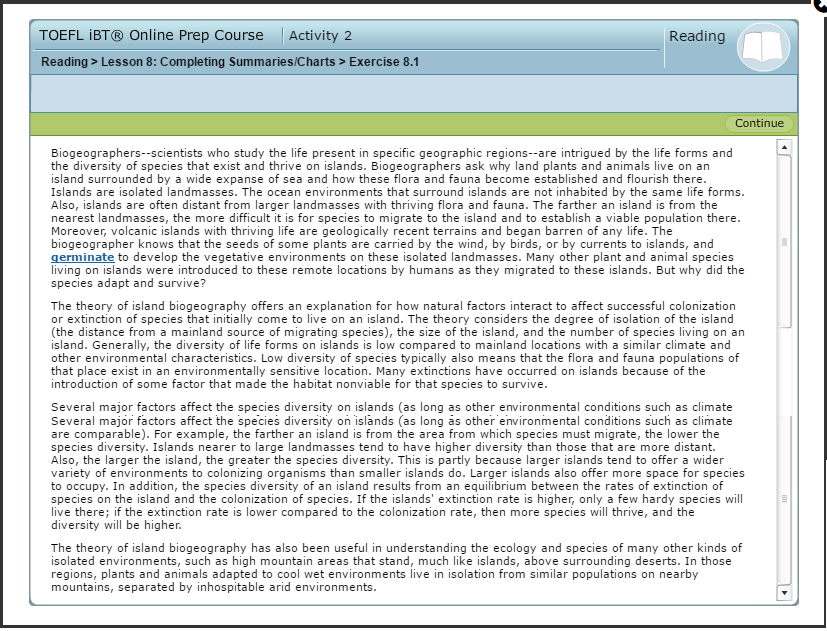 TOEFL iBT® Online Prep Course
Activity 2
Reading
Reading > Lesson 8: Completing Summaries/Charts > Exercise 8.1
Continue
Biogeographers--scientists who study the life present in specific geographic regions--are intrigued by the life forms and
the diversity of species that exist and thrive on islands. Biogeographers ask why land plants and animals live on an
island surrounded by a wide expanse of sea and how these flora and fauna become established and flourish there.
Islands are isolated landmasses. The ocean environments that surround islands are not inhabited by the same life forms.
Also, islands are often distant from larger landmasses with thriving flora and fauna. The farther an island is from the
nearest landmasses, the more difficult it is for species to migrate to the island and to establish a viable population there.
Moreover, volcanic islands with thriving life are geologically recent terrains and began barren of any life. The
biogeographer knows that the seeds of some plants are carried by the wind, by birds, or by currents to islands, and
germinate to develop the vegetative environments on these isolated landmasses. Many other plant and animal species
living on islands were introduced to these remote locations by humans as they migrated to these islands. But why did the
species adapt and survive?
The theory of island biogeography offers an explanation for how natural factors interact to affect successful colonization
or extinction of species that initially come to live on an island. The theory considers the degree of isolation of the island
(the distance from a mainland source of migrating species), the size of the island, and the number of species living on an
island. Generally, the diversity of life forms on islands is low compared to mainland locations with a similar climate and
other environmental characteristics. Low diversity of species typically also means that the flora and fauna populations of
that place exist in an environmentally sensitive location. Many extinctions have occurred on islands because of the
introduction of some factor that made the habitat nonviable for that species to survive.
Several major factors affect the species diversity on islands (as long as other environmental conditions such as climate
Several major factors affect the species diversity on islands (as long as other environmental conditions such as climate
are comparable). For example, the farther an island is from the area from which species must migrate, the lower the
species diversity. Islands nearer to large landmasses tend to have higher diversity than those that are more distant.
Also, the larger the island, the greater the species diversity. This is partly because larger islands tend to offer a wider
variety of environments to colonizing organisms than smaller islands do. Larger islands also offer more space for species
to occupy. In addition, the species diversity of an island results from an equilibrium between the rates of extinction of
species on the island and the colonization of species. If the islands' extinction rate is higher, only a few hardy species will
live there; if the extinction rate is lower compared to the colonization rate, then more species will thrive, and the
diversity will be higher.
The theory of island biogeography has also been useful in understanding the ecology and species of many other kinds of
isolated environments, such as high mountain areas that stand, much like islands, above surrounding deserts. In those
regions, plants and animals adapted to cool wet environments live in isolation from similar populations on nearby
mountains, separated by inhospitable arid environments.